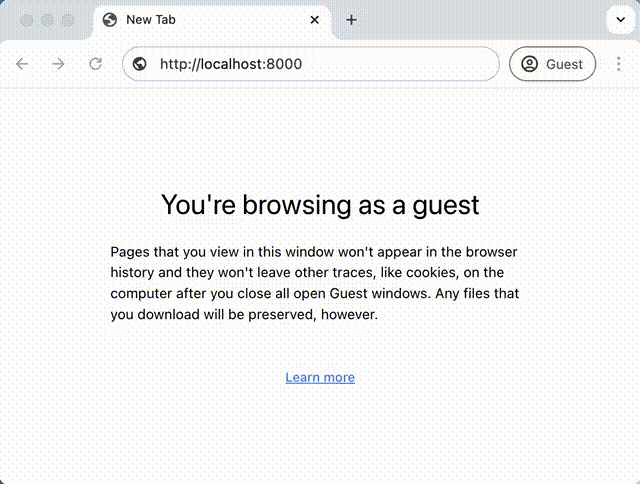 New Tab
http://localhost:8000
Guest
You're browsing as a guest
Pages that you view in this window won't appear in the browser
history and they won't leave other traces, like cookies, on the
computer after you close all open Guest windows. Any files that
you download will be preserved, however.
Learn more